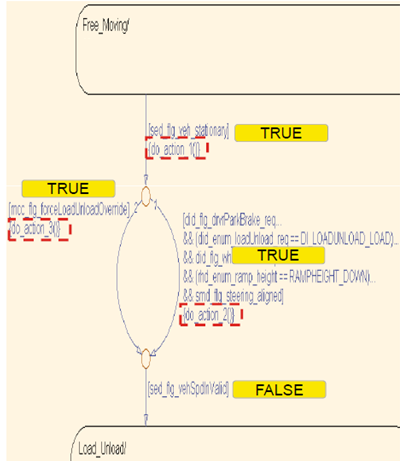 Free_Moving/
[sed_flg_veh_stationary]
TRUE
{do_action_1()}
TRUE
[mcc_flg_forceLoadUnloadOverride]
2
1
{do_action_3()}
[did_flg_drvrParkBrake_req...
&& (did_enum_loadUnload_req == DI_LOADUNLOAD_LOAD)...
&& did_flg_wh
TRUE
&& (rhd_enum_ramp_height == RAMPHEIGHT_DOWN)...
&& smd_flg_steering_aligned]
{do_action_2()}
[sed_flg_vehSpdInValid]
FALSE
Load_Unload/